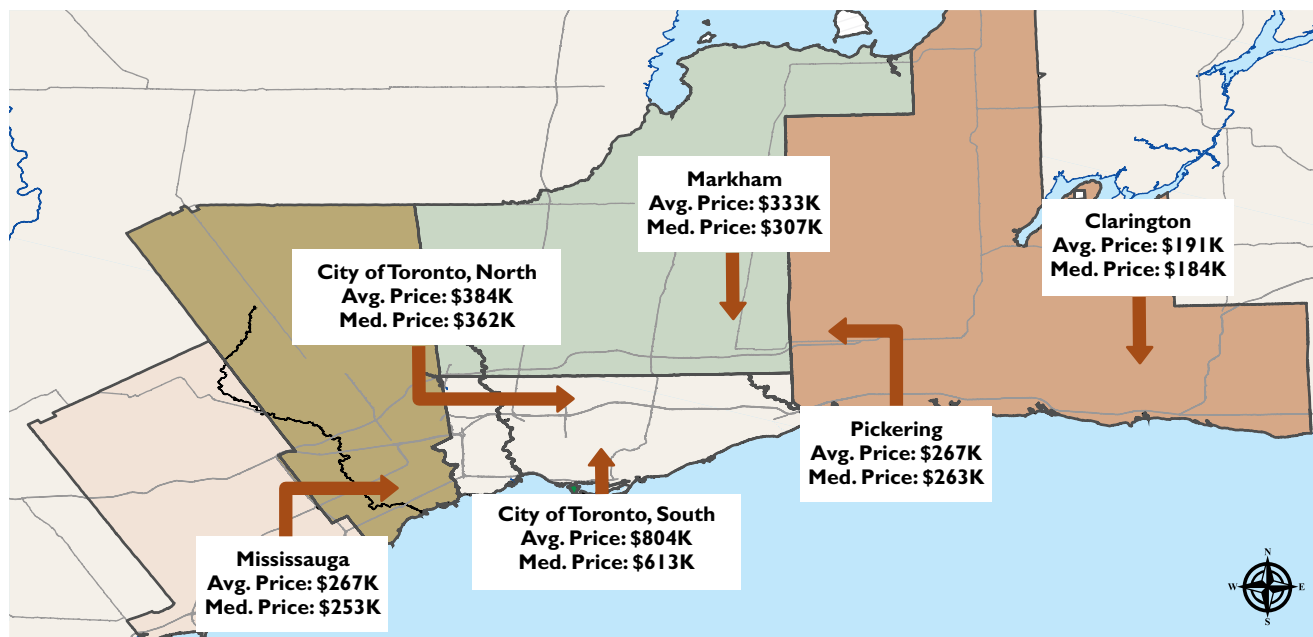 Markham
Avg. Price: $333K
Med. Price: $307K
Clarington
Avg. Price: $191K
Med. Price: $184K
City of Toronto, North
Avg. Price: $384K
Med. Price: $362K
Pickering
Avg. Price: $267K
Med. Price: $263K
City of Toronto, South
Avg. Price: $804K
Med. Price: $613K
Mississauga
Avg. Price: $267K
Med. Price: $253K
N
W E
S